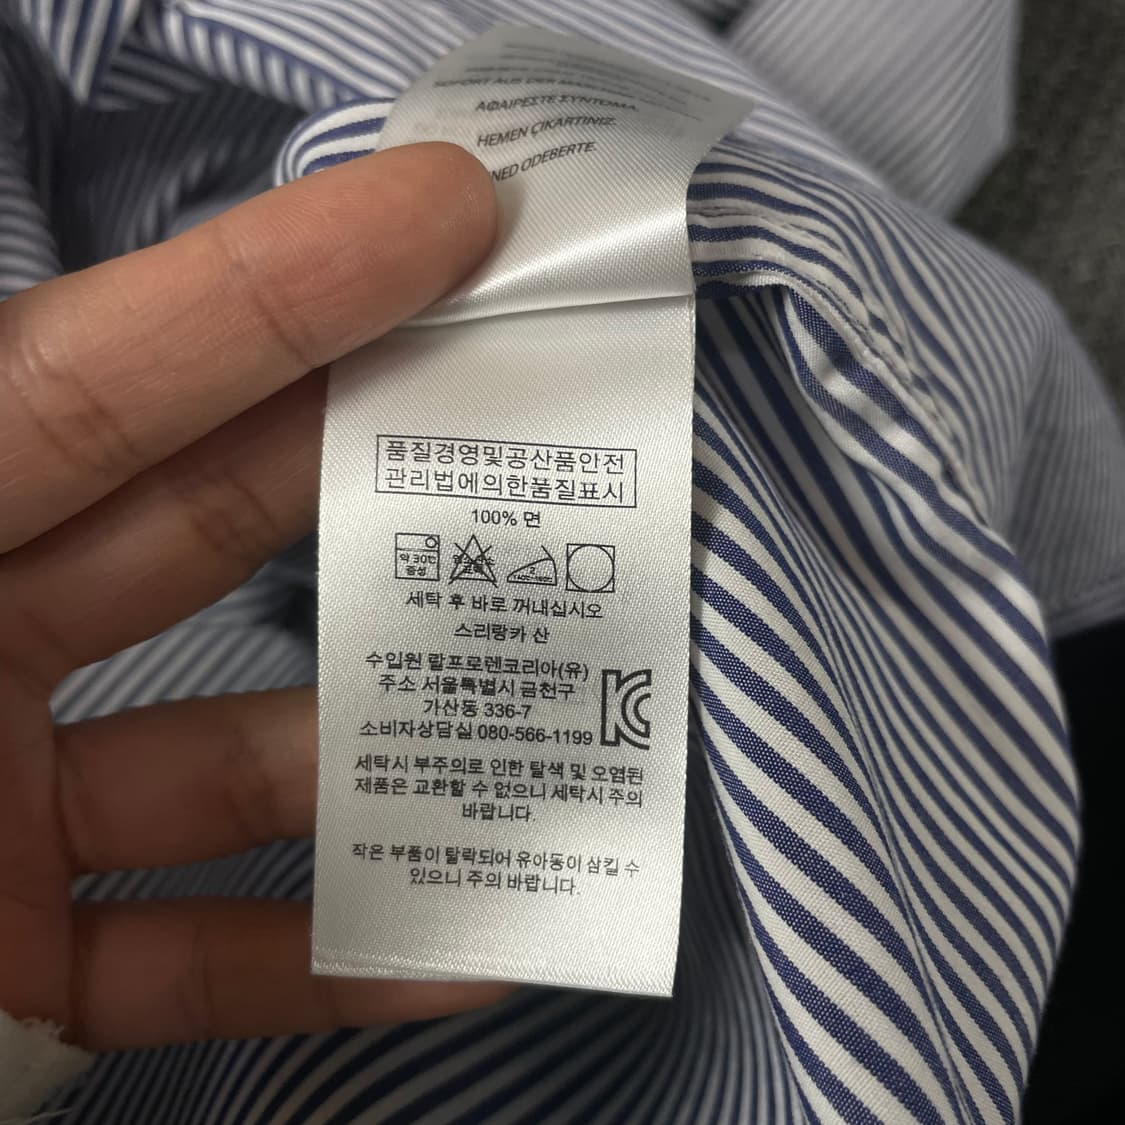 SOFORT AUS DER
ΑΦΑΙΡΕΣΤΕ ΣΥΝΤΟΜΑ.
HEMEN ÇIKARTINIZ.
NED ODEBERTE.
품질경영및공산품안전
관리법에의한품질표시
100% 면
약 30℃
중성
세탁 후 바로 꺼내십시오
스리랑카 산
수입원 랄프로렌코리아(유)
주소 서울특별시 금천구
가산동 336-7
소비자상담실 080-566-1199
세탁시 부주의로 인한 탈색 및 오염된
제품은 교환할 수 없으니 세탁시 주의
바랍니다.
작은 부품이 탈락되어 유아동이 삼킬 수
있으니 주의 바랍니다.